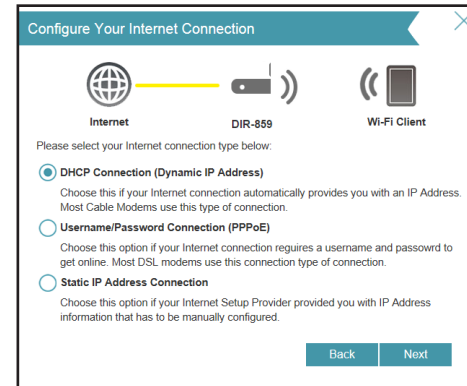 Configure Your Internet Connection
Internet
DIR-859
Wi-Fi Client
Please select your Internet connection type below:
DHCP Connection (Dynamic IP Address)
Choose this if your Internet connection automatically provides you with an IP Address.
Most Cable Modems use this type of connection.
Username/Password Connection (PPPoE)
Choose this option if your Internet connection reguires a username and passowrd to
get online. Most DSL modems use this connection type of connection.
Static IP Address Connection
Choose this option if your Internet Setup Provider provided you with IP Address
information that has to be manually configured.
Back
Next